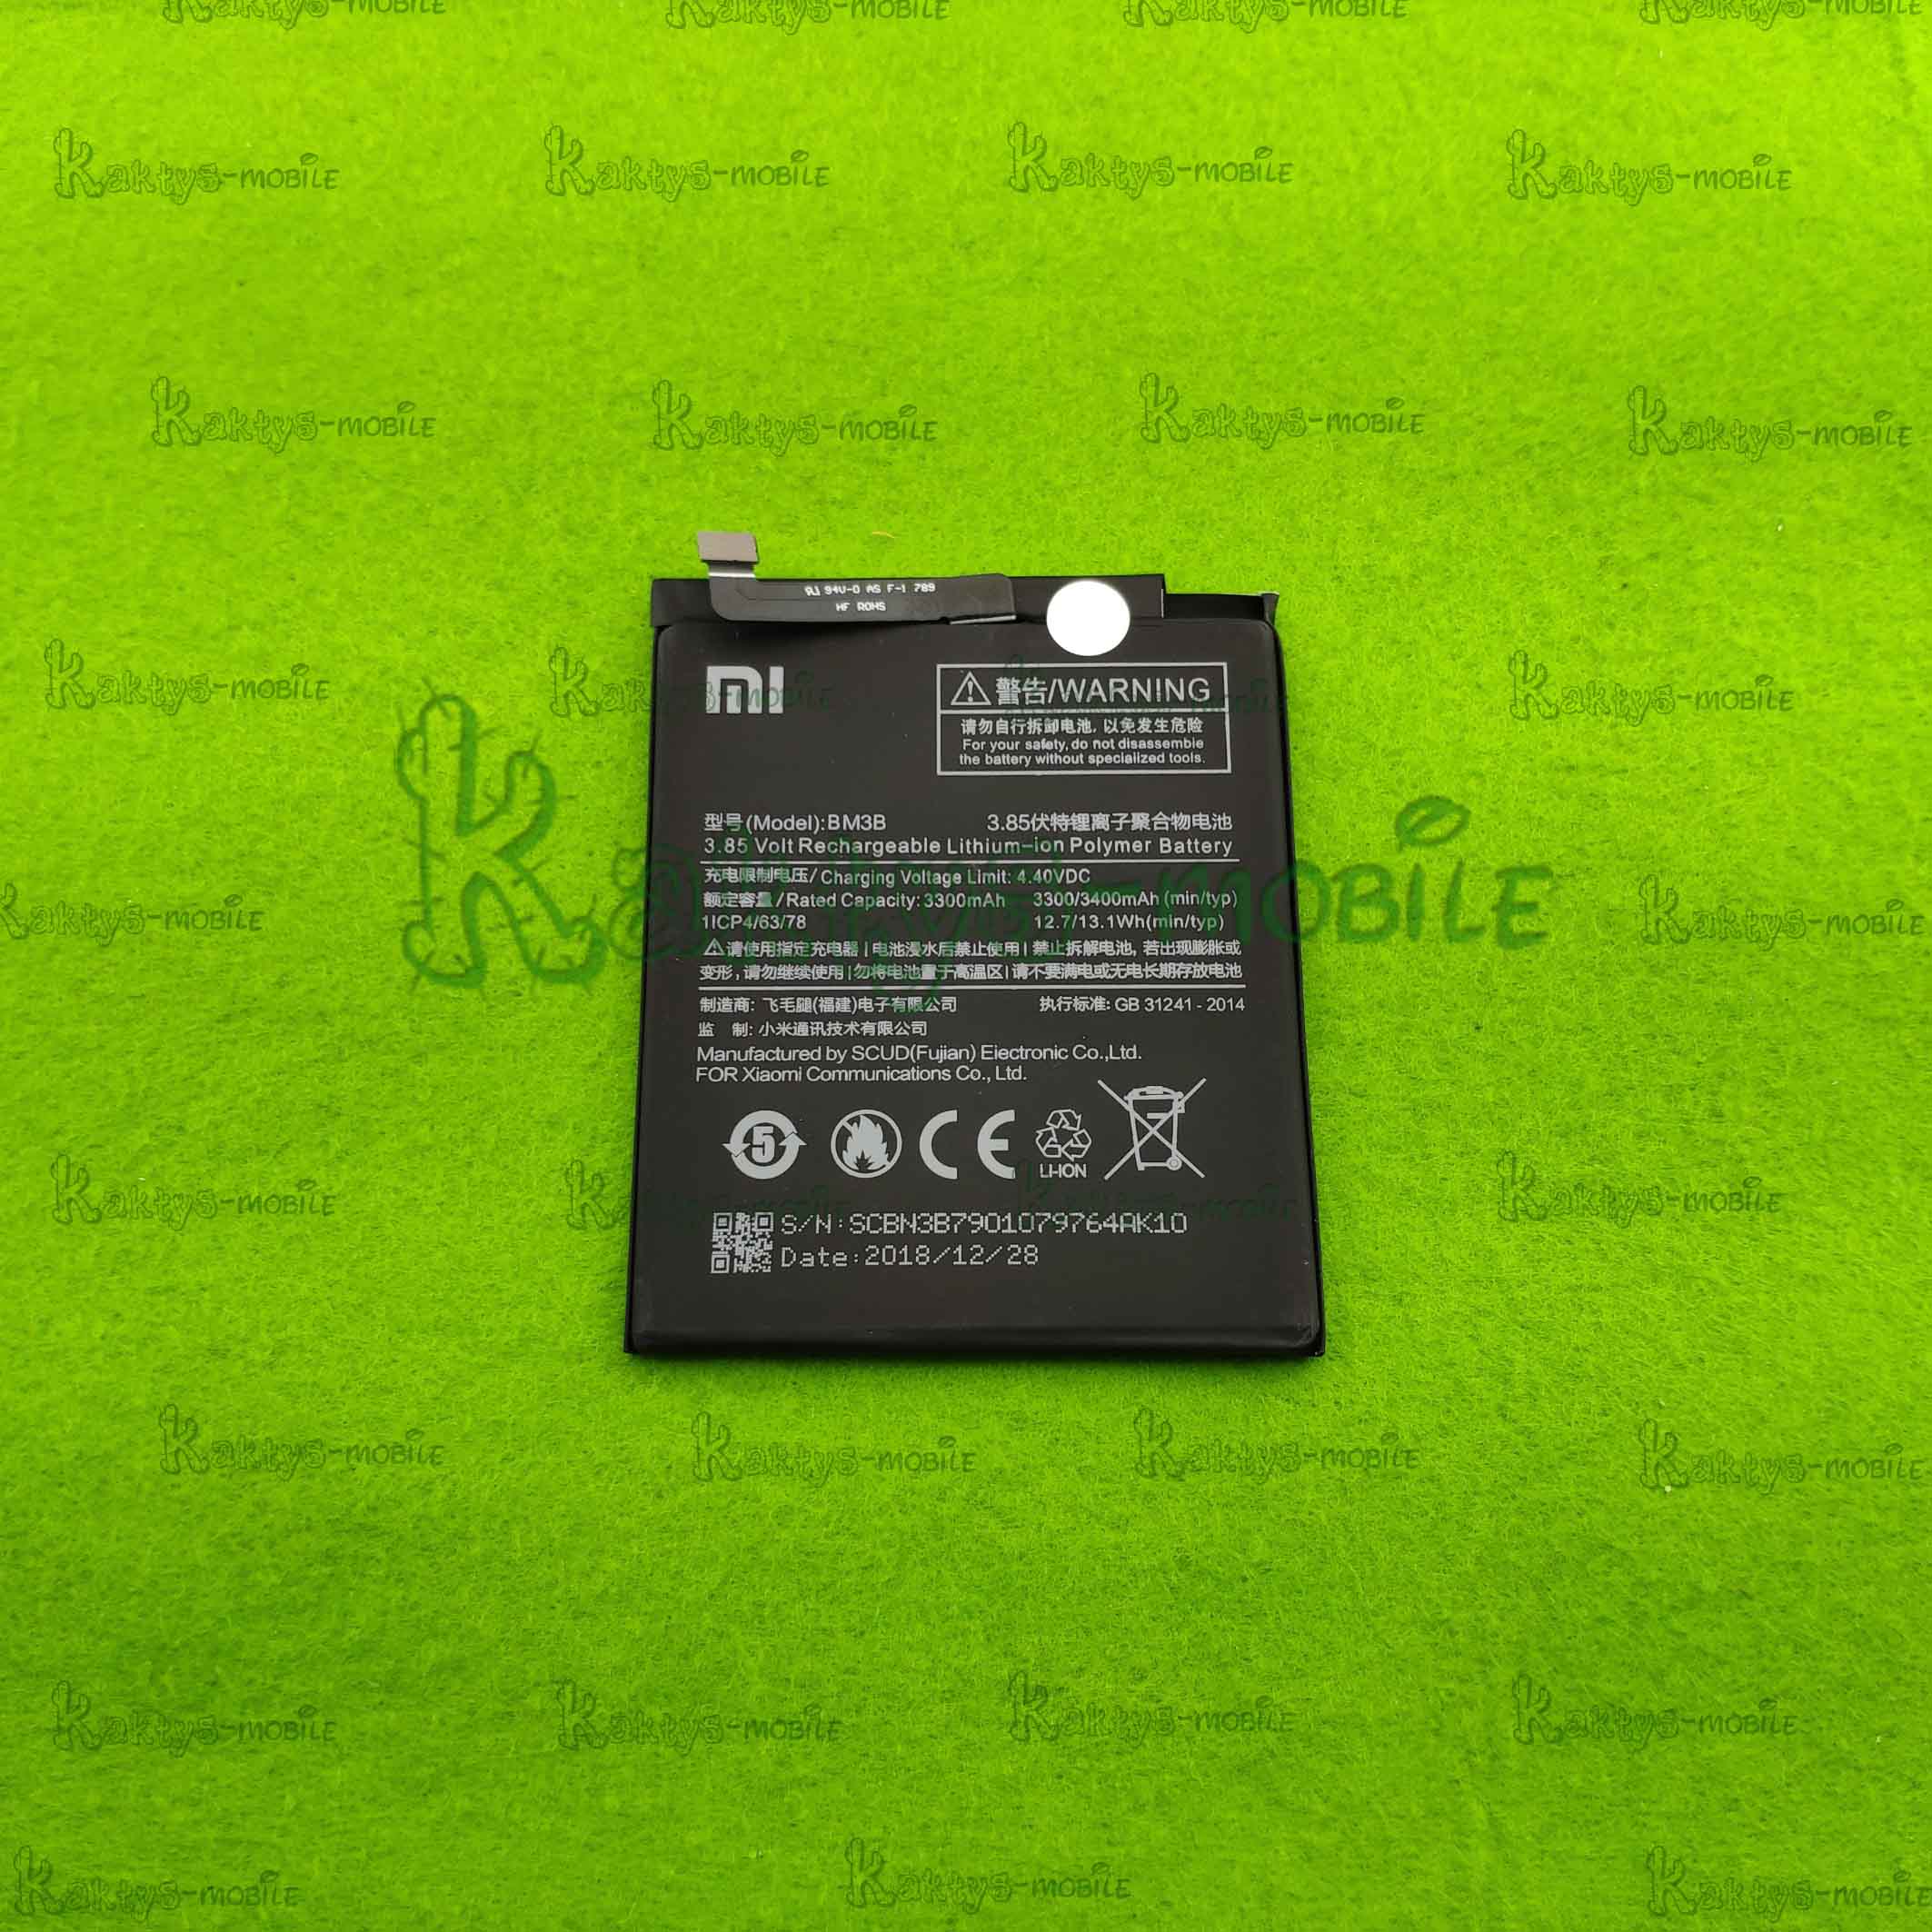 ЯU 94V-0 AS F-1 789
HF ROHS
MI
警告/WARNING
请勿自行拆卸电池, 以免发生危险
For your safety, do not disassemble
the battery without specialized tools.
型号(Model):BM3B 3.85伏特锂离子聚合物电池
3.85 Volt Rechargeable Lithium-ion Polymer Battery
充电限制电压/ Charging Voltage Limit: 4.40VDC
额定容量/Rated Capacity: 3300mAh 3300/3400mAh (min/typ)
1ICP4/63/78 12.7/13.1Wh(min/typ)
请使用指定充电器 | 电池浸水后禁止使用 | 禁止拆解电池, 若出现膨胀或
变形, 请勿继续使用 | 勿将电池置于高温区 | 请不要满电或无电长期存放电池
制造商: 飞毛腿(福建)电子有限公司 执行标准: GB 31241 - 2014
监 制: 小米通讯技术有限公司
Manufactured by SCUD(Fujian) Electronic Co.,Ltd.
FOR Xiaomi Communications Co., Ltd.
5 CE LI-ION
S/N:SCBN3B7901079764AK10
Date:2018/12/28
Kaktys-mobile